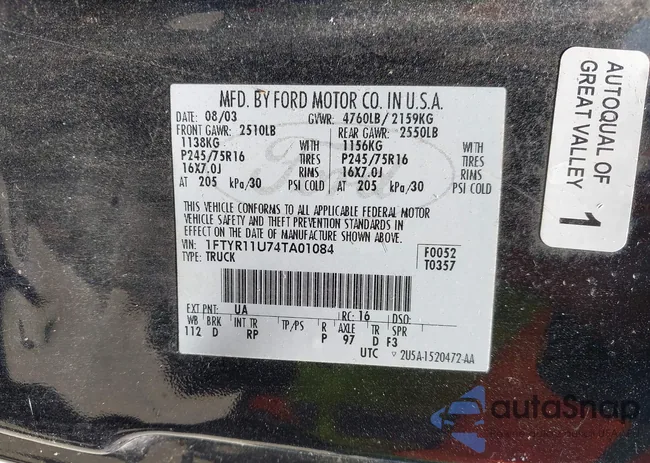 MFD. BY FORD MOTOR CO. IN U.S.A.
DATE: 08/03 GVWR: 4760LB/ 2159KG
FRONT GAWR: 2510LB REAR GAWR: 2550LB
1138KG WITH 1156KG WITH
P245/75R16 TIRES P245/75R16 TIRES
16X7.0J RIMS 16X7.0J RIMS
AT 205 kPa/30 PSI COLD AT 205 kPa/30 PSI COLD
THIS VEHICLE CONFORMS TO ALL APPLICABLE FEDERAL MOTOR
VEHICLE SAFETY AND THEFT PREVENTION STANDARDS IN
EFFECT ON THE DATE OF MANUFACTURE SHOWN ABOVE.
VIN: 1FTYR11U74TA01084 F0052
TYPE: TRUCK T0357
EXT PNT: UA RC: 16 DSO:
WB BRK INT TR TP/PS R AXLE TR SPR
112 D RP P 97 D F3
UTC 2U5A-1520472-AA
Ford
AUTOQUAL OF
GREAT VALLEY
1
autoSnap